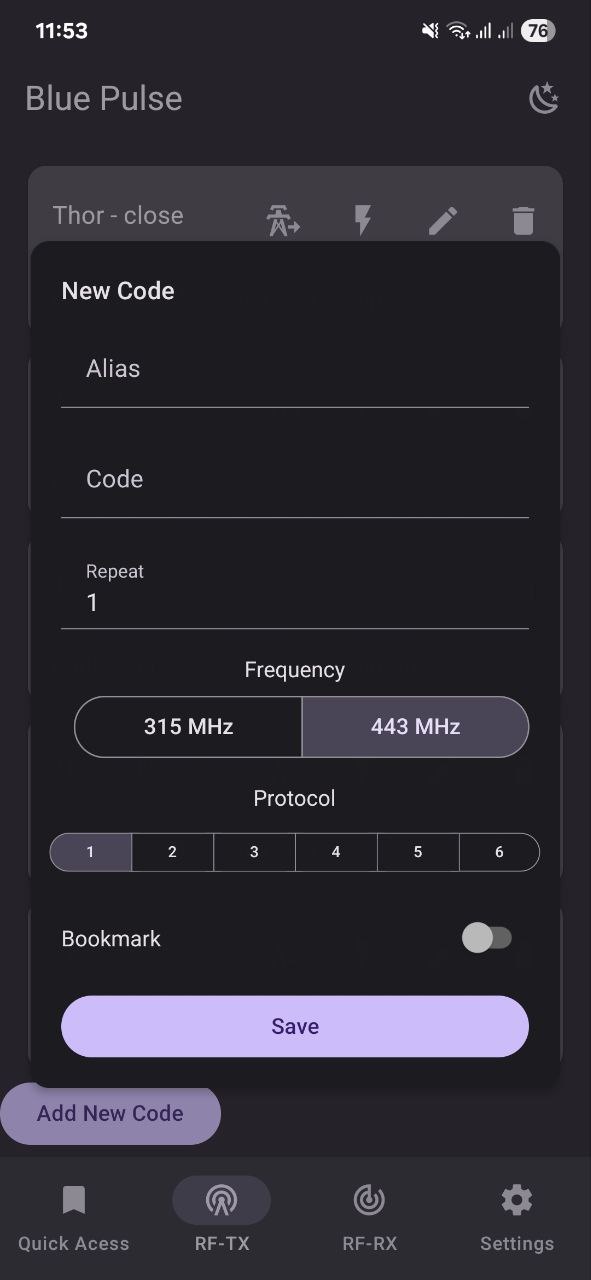 11:53
76
Blue Pulse
Thor - close
New Code
Alias
Code
Repeat
1
Frequency
315 MHz 443 MHz
Protocol
1 2 3 4 5 6
Bookmark
Save
Add New Code
Quick Acess RF-TX RF-RX Settings